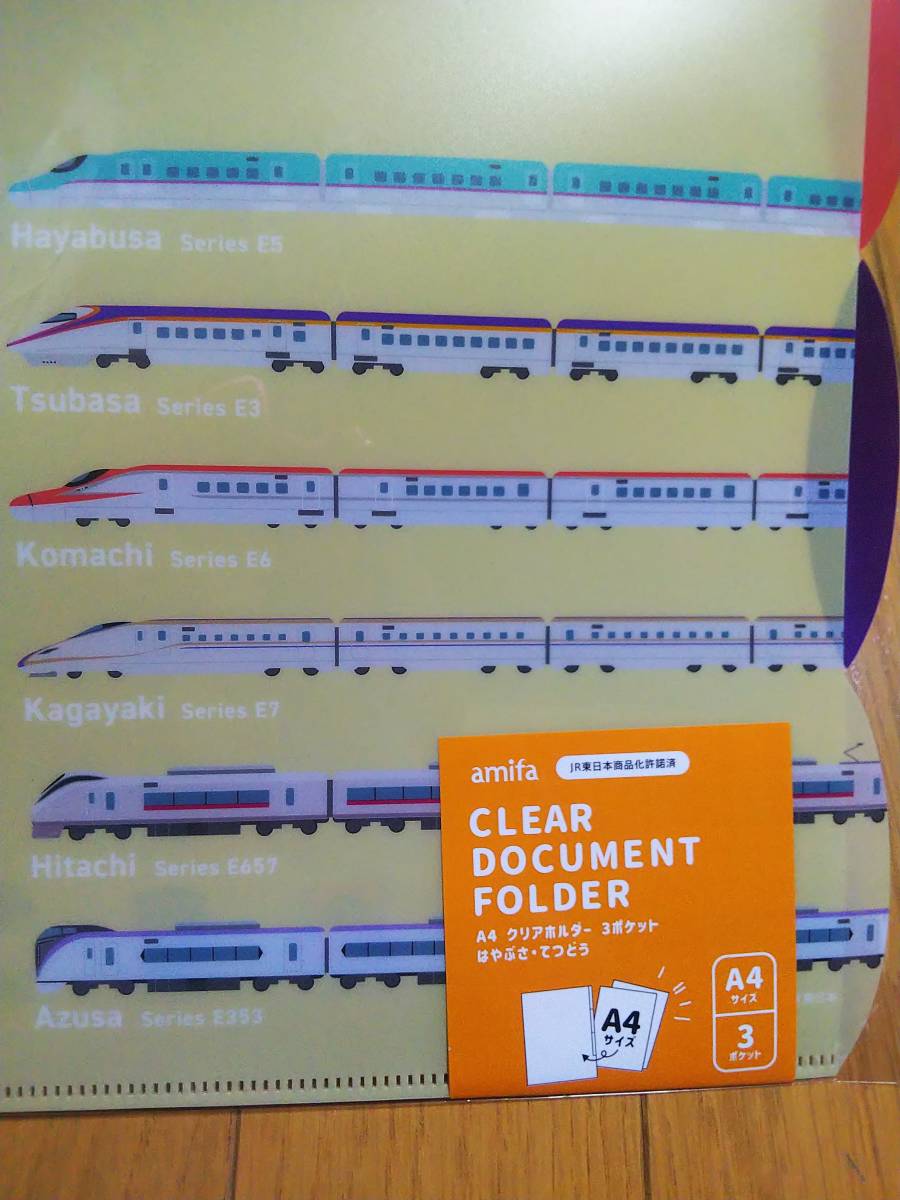 Hayabusa Series E5
Tsubasa Series E3
Komachi Series E6
Kagayaki Series E7
Hitachi Series E657
Azusa Series E353
amifa JR東日本商品化許諾済
CLEAR
DOCUMENT
FOLDER
A4 クリアホルダー 3ポケット
はやぶさ・てつどう
A4
サイズ
A4
サイズ
3
ポケット
東日本